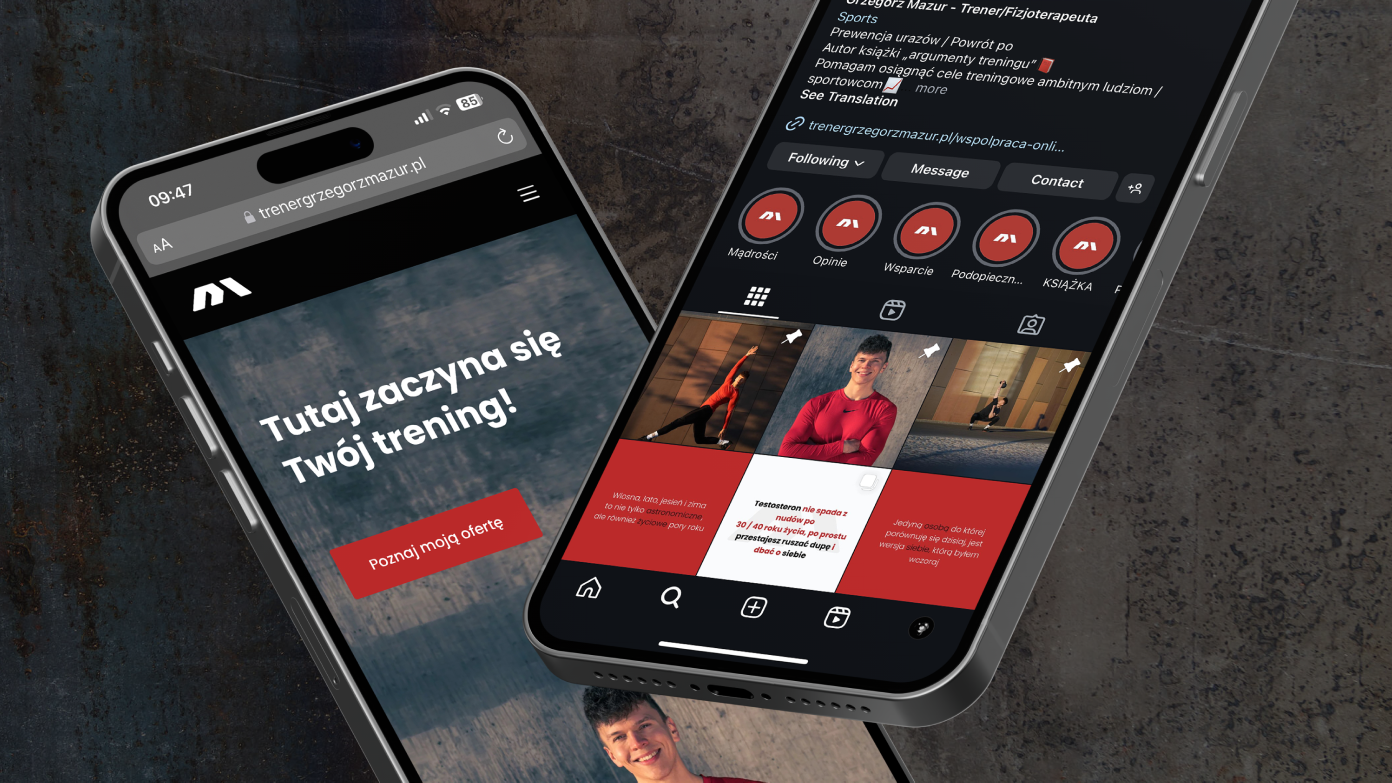 09:47
85
AA
trenergrzegorzmazur.pl
Tutaj zaczyna się
Twój trening!
Poznaj moją ofertę
Grzegorz Mazur - Trener/Fizjoterapeuta
Sports
Prewencja urazów / Powrót po
Autor książki „argumenty treningu”
Pomagam osiągnąć cele treningowe ambitnym ludziom /
sportowcom more
See Translation
trenergrzegorzmazur.pl/wspolpraca-onli...
Following Message Contact
Mądrości Opinie Wsparcie Podopieczn... KSIĄŻKA
Wiosna, lato, jesień i zima
to nie tylko astronomiczne,
ale również życiowe pory roku
Testosteron nie spada z
nudów po
30 / 40 roku życia, po prostu
przestajesz ruszać dupę i
dbać o siebie
Jedyną osobą do której
porównuję się dzisiaj, jest
wersja siebie, którą byłem
wczoraj